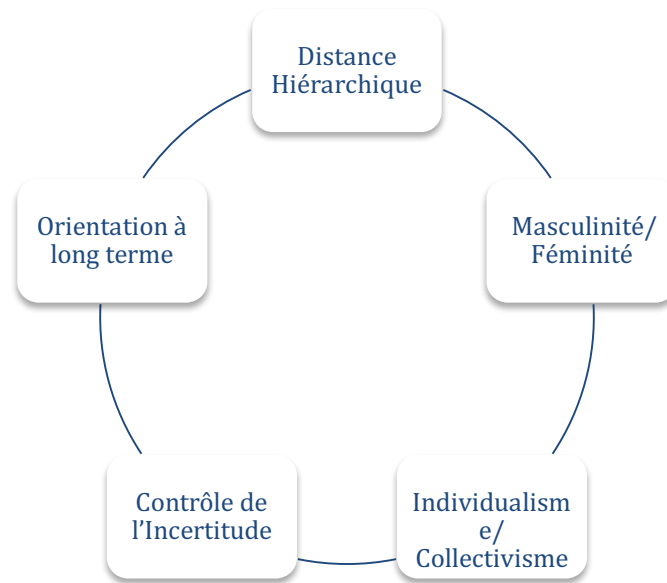 Distance
Hiérarchique
Masculinité/
Féminité
Individualism
e/
Collectivisme
Contrôle de
l'Incertitude
Orientation à
long terme